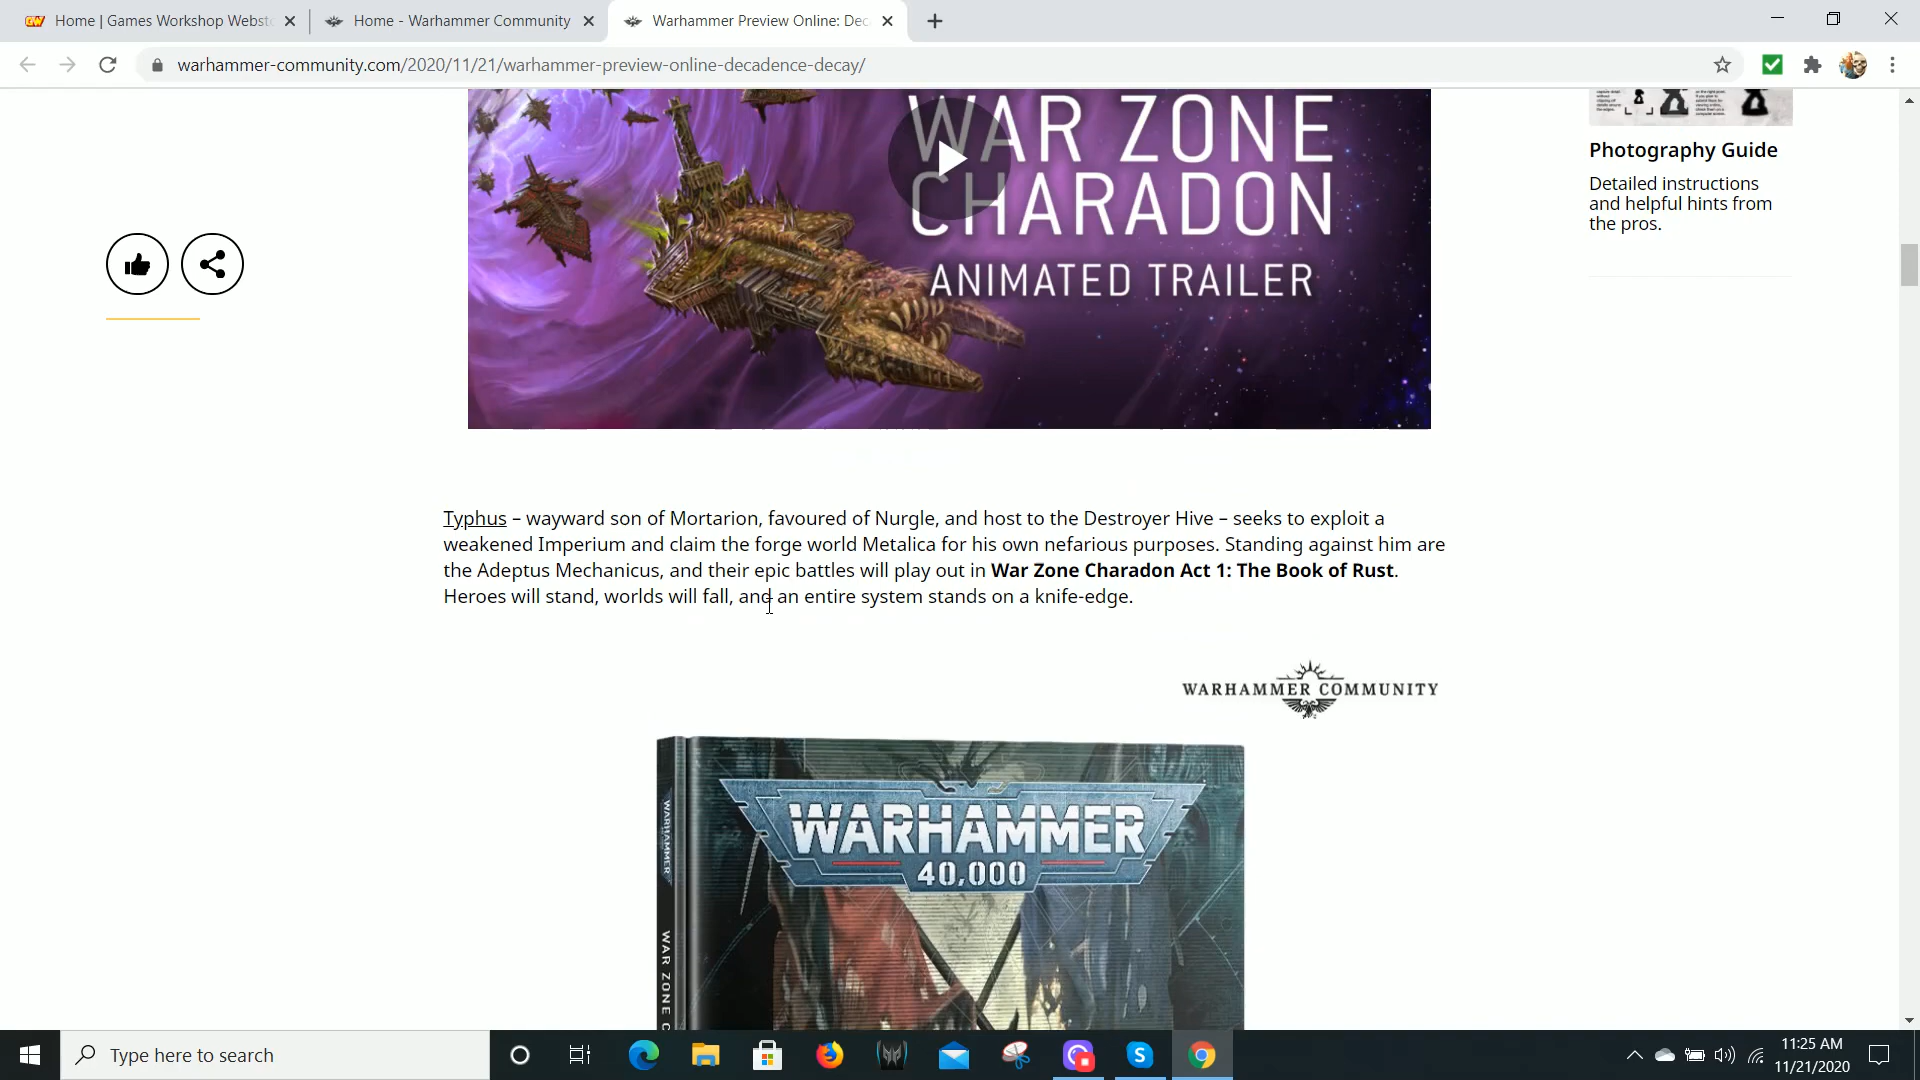 Home | Games Workshop Websto
Home - Warhammer Community
Warhammer Preview Online: Dec
warhammer-community.com/2020/11/21/warhammer-preview-online-decadence-decay/
WAR ZONE
CHARADON
ANIMATED TRAILER
Photography Guide
Detailed instructions
and helpful hints from
the pros.
Typhus – wayward son of Mortarion, favoured of Nurgle, and host to the Destroyer Hive – seeks to exploit a
weakened Imperium and claim the forge world Metalica for his own nefarious purposes. Standing against him are
the Adeptus Mechanicus, and their epic battles will play out in War Zone Charadon Act 1: The Book of Rust.
Heroes will stand, worlds will fall, and an entire system stands on a knife-edge.
WARHAMMER COMMUNITY
WARHAMMER
40,000
WARHAMMER
WAR ZONE C
Type here to search
11:25 AM
11/21/2020